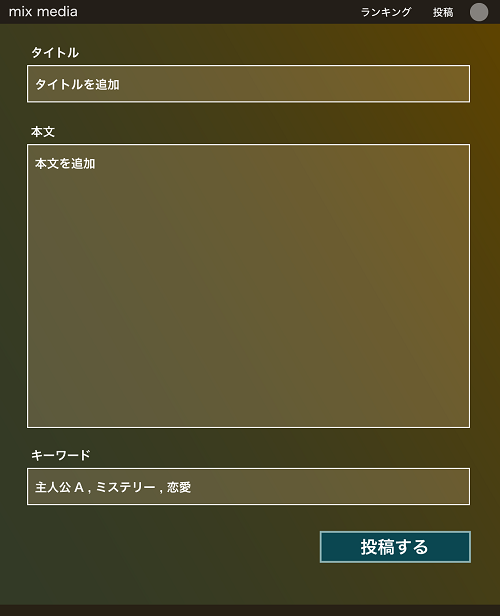 mix media
ランキング
投稿
タイトル
タイトルを追加
本文
本文を追加
キーワード
主人公 A , ミステリー , 恋愛
投稿する